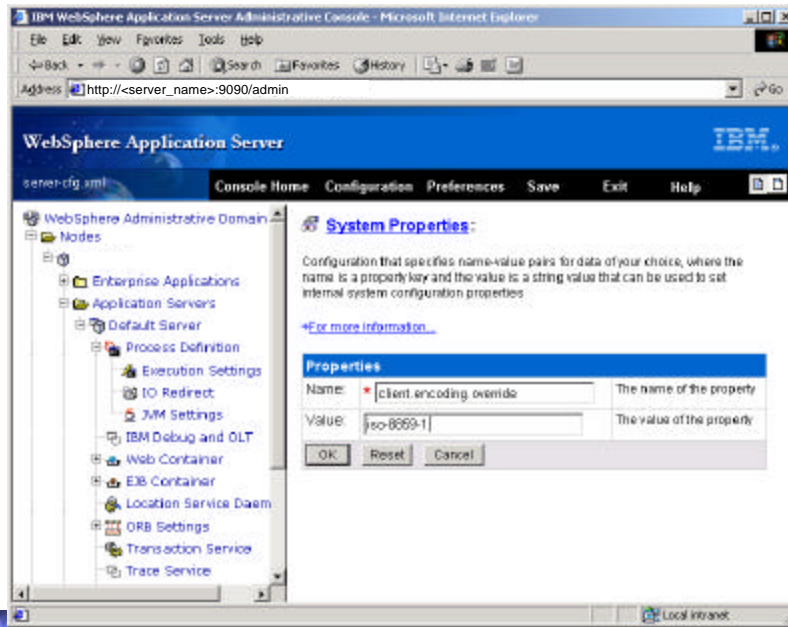 IBM WebSphere Application Server Administrative Console - Microsoft Internet Explorer
File Edit View Favorites Tools Help
Back Search Favorites History
Address http://<server_name>:9090/admin Go
WebSphere Application Server IBM
server-cfg.xml Console Home Configuration Preferences Save Exit Help
WebSphere Administrative Domain
Nodes
Enterprise Applications
Application Servers
Default Server
Process Definition
Execution Settings
IO Redirect
JVM Settings
IBM Debug and OLT
Web Container
EJB Container
Location Service Daem
ORB Settings
Transaction Service
Trace Service
System Properties:
Configuration that specifies name-value pairs for data of your choice, where the
name is a property key and the value is a string value that can be used to set
internal system configuration properties
+For more information...
Properties
Name: * client.encoding.override The name of the property
Value: iso-8859-1 The value of the property
OK Reset Cancel
Local intranet